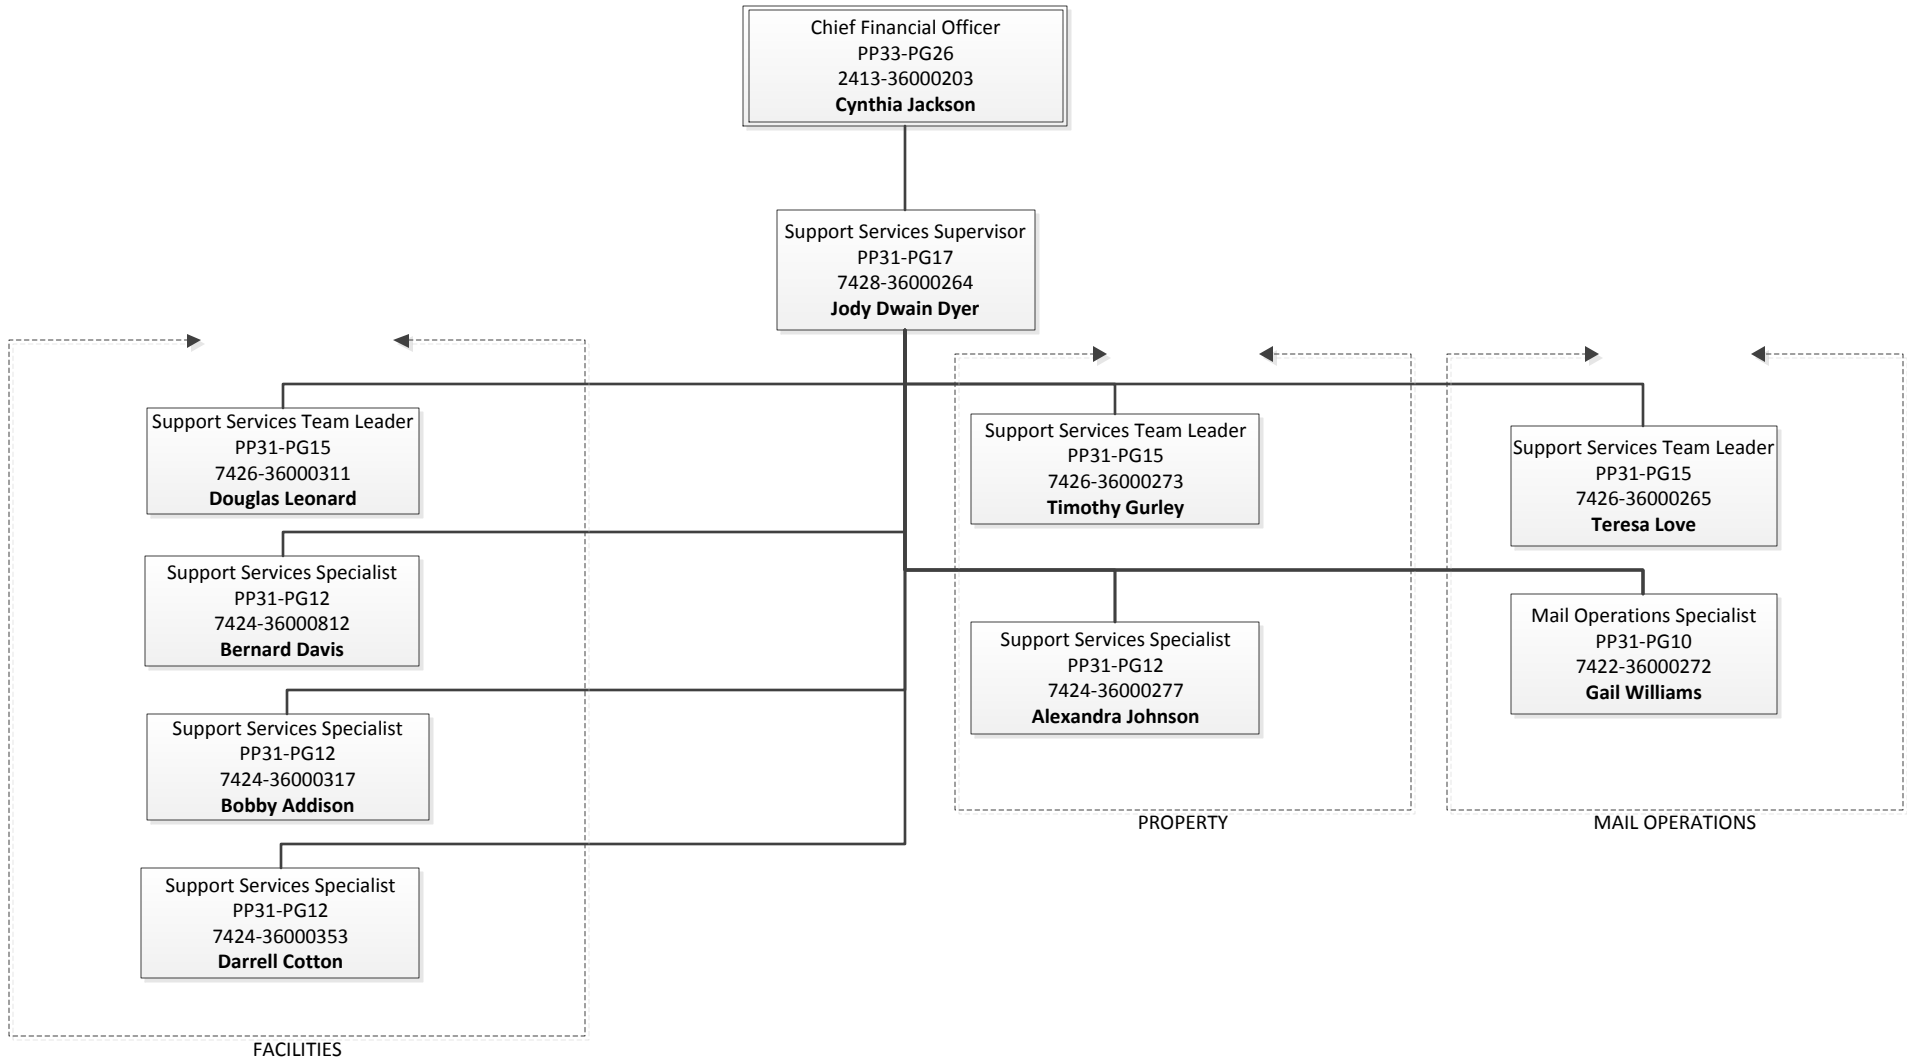 Chief Financial Officer
PP33-PG26
2413-36000203
Cynthia Jackson
Support Services Supervisor
PP31-PG17
7428-36000264
Jody Dwain Dyer
Support Services Team Leader
PP31-PG15
7426-36000311
Douglas Leonard
Support Services Specialist
PP31-PG12
7424-36000812
Bernard Davis
Support Services Specialist
PP31-PG12
7424-36000317
Bobby Addison
Support Services Specialist
PP31-PG12
7424-36000353
Darrell Cotton
FACILITIES
Support Services Team Leader
PP31-PG15
7426-36000273
Timothy Gurley
Support Services Specialist
PP31-PG12
7424-36000277
Alexandra Johnson
PROPERTY
Support Services Team Leader
PP31-PG15
7426-36000265
Teresa Love
Mail Operations Specialist
PP31-PG10
7422-36000272
Gail Williams
MAIL OPERATIONS